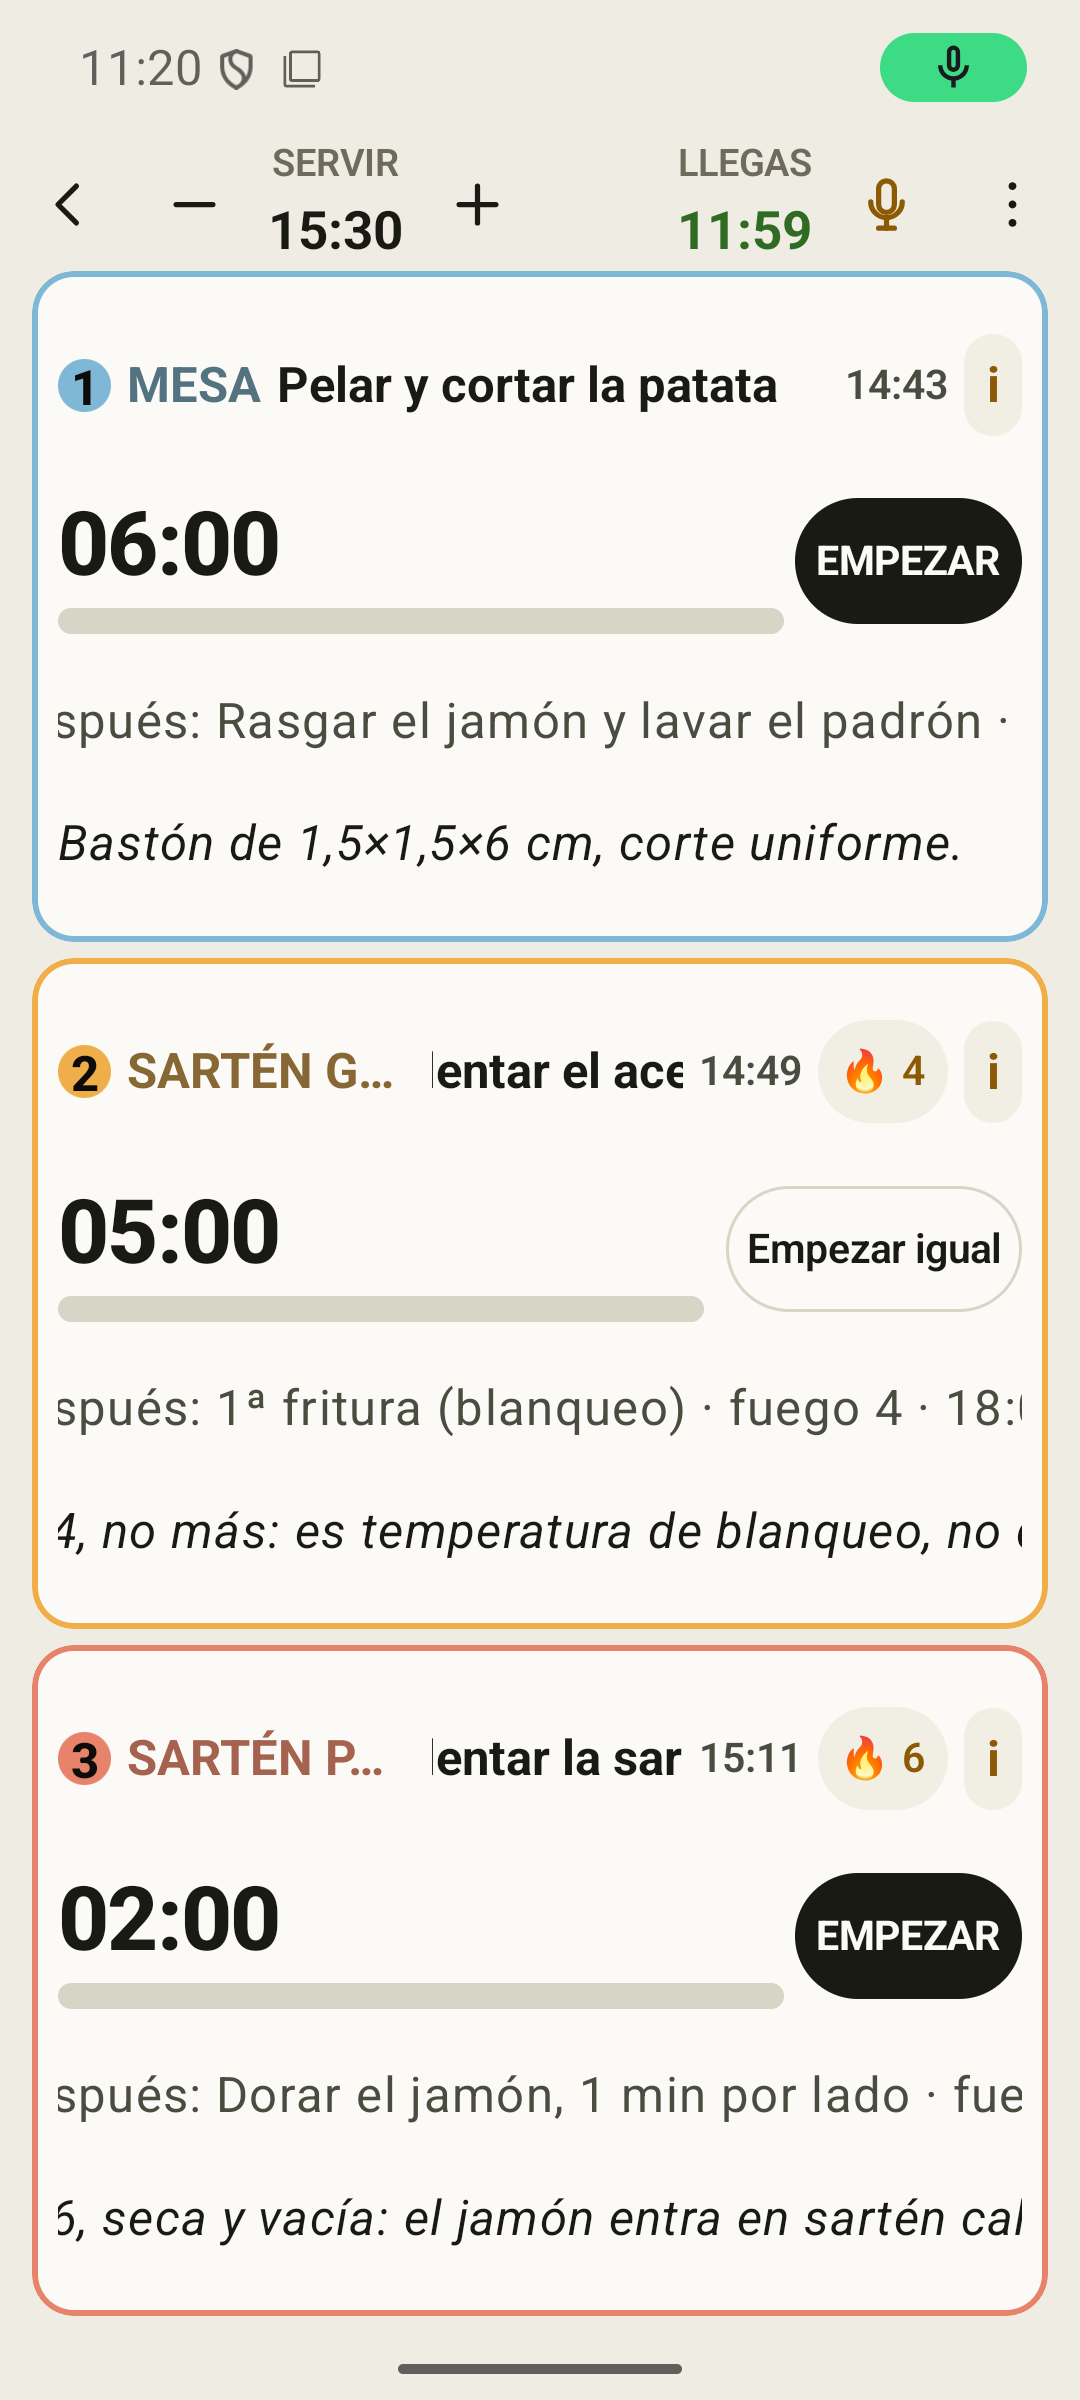 11:20
SERVIR
15:30
LLEGAS
11:59
1 MESA Pelar y cortar la patata 14:43 i
06:00
EMPEZAR
spués: Rasgar el jamón y lavar el padrón ·
Bastón de 1,5×1,5×6 cm, corte uniforme.
2 SARTÉN G... entar el ace 14:49 🔥 4 i
05:00
Empezar igual
spués: 1ª fritura (blanqueo) · fuego 4 · 18:
4, no más: es temperatura de blanqueo, no
3 SARTÉN P... entar la sar 15:11 🔥 6 i
02:00
EMPEZAR
spués: Dorar el jamón, 1 min por lado · fue
6, seca y vacía: el jamón entra en sartén cal